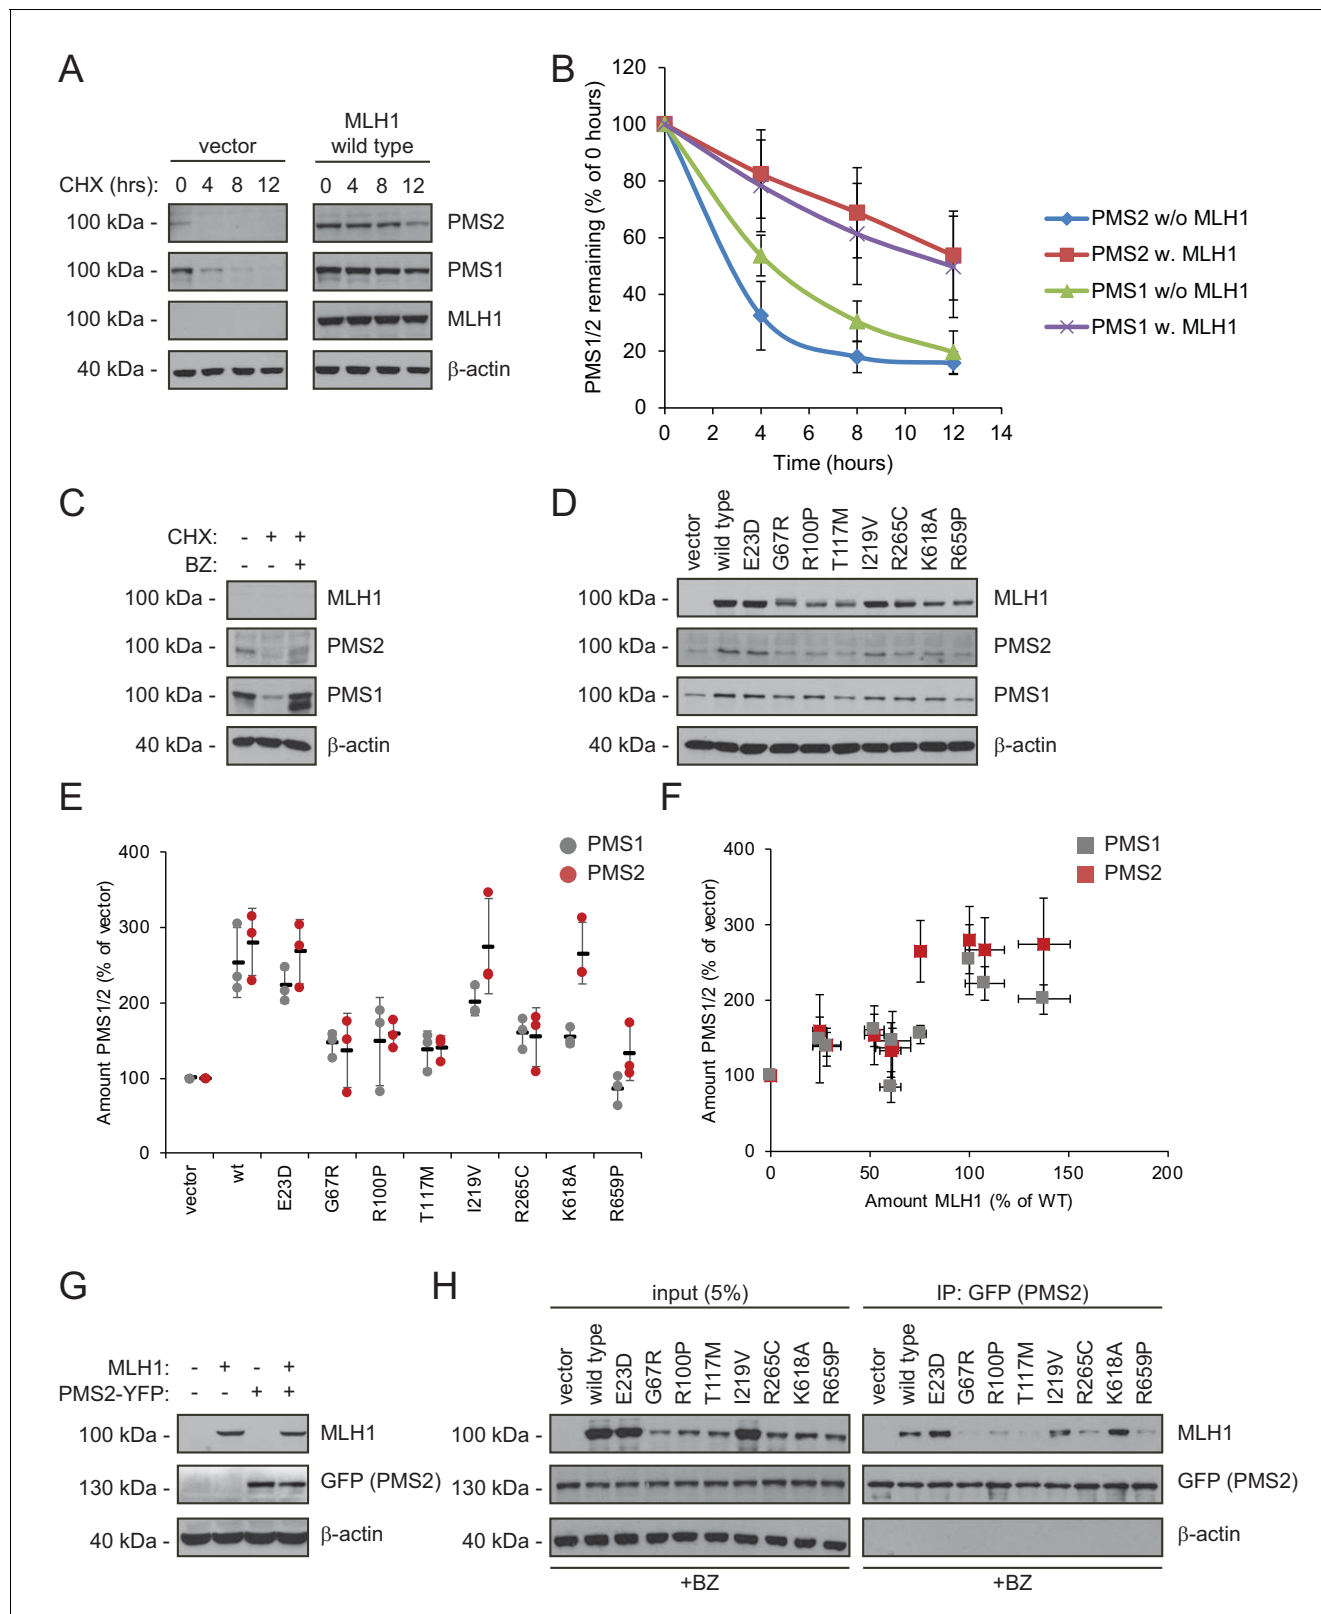 A
vector
MLH1
wild type
CHX (hrs): 0 4 8 12 0 4 8 12
100 kDa - PMS2
100 kDa - PMS1
100 kDa - MLH1
40 kDa - β-actin
B
PMS1/2 remaining (% of 0 hours)
120
100
80
60
40
20
0
0 2 4 6 8 10 12 14
Time (hours)
PMS2 w/o MLH1
PMS2 w. MLH1
PMS1 w/o MLH1
PMS1 w. MLH1
C
CHX: - + +
BZ: - - +
100 kDa - MLH1
100 kDa - PMS2
100 kDa - PMS1
40 kDa - β-actin
D
vector wild type E23D G67R R100P T117M I219V R265C K618A R659P
100 kDa - MLH1
100 kDa - PMS2
100 kDa - PMS1
40 kDa - β-actin
E
Amount PMS1/2 (% of vector)
400
300
200
100
0
vector wt E23D G67R R100P T117M I219V R265C K618A R659P
PMS1
PMS2
F
Amount PMS1/2 (% of vector)
400
300
200
100
0
0 50 100 150 200
Amount MLH1 (% of WT)
PMS1
PMS2
G
MLH1: - + - +
PMS2-YFP: - - + +
100 kDa - MLH1
130 kDa - GFP (PMS2)
40 kDa - β-actin
H
input (5%) IP: GFP (PMS2)
vector wild type E23D G67R R100P T117M I219V R265C K618A R659P vector wild type E23D G67R R100P T117M I219V R265C K618A R659P
100 kDa - MLH1
130 kDa - GFP (PMS2)
40 kDa - β-actin
+BZ +BZ